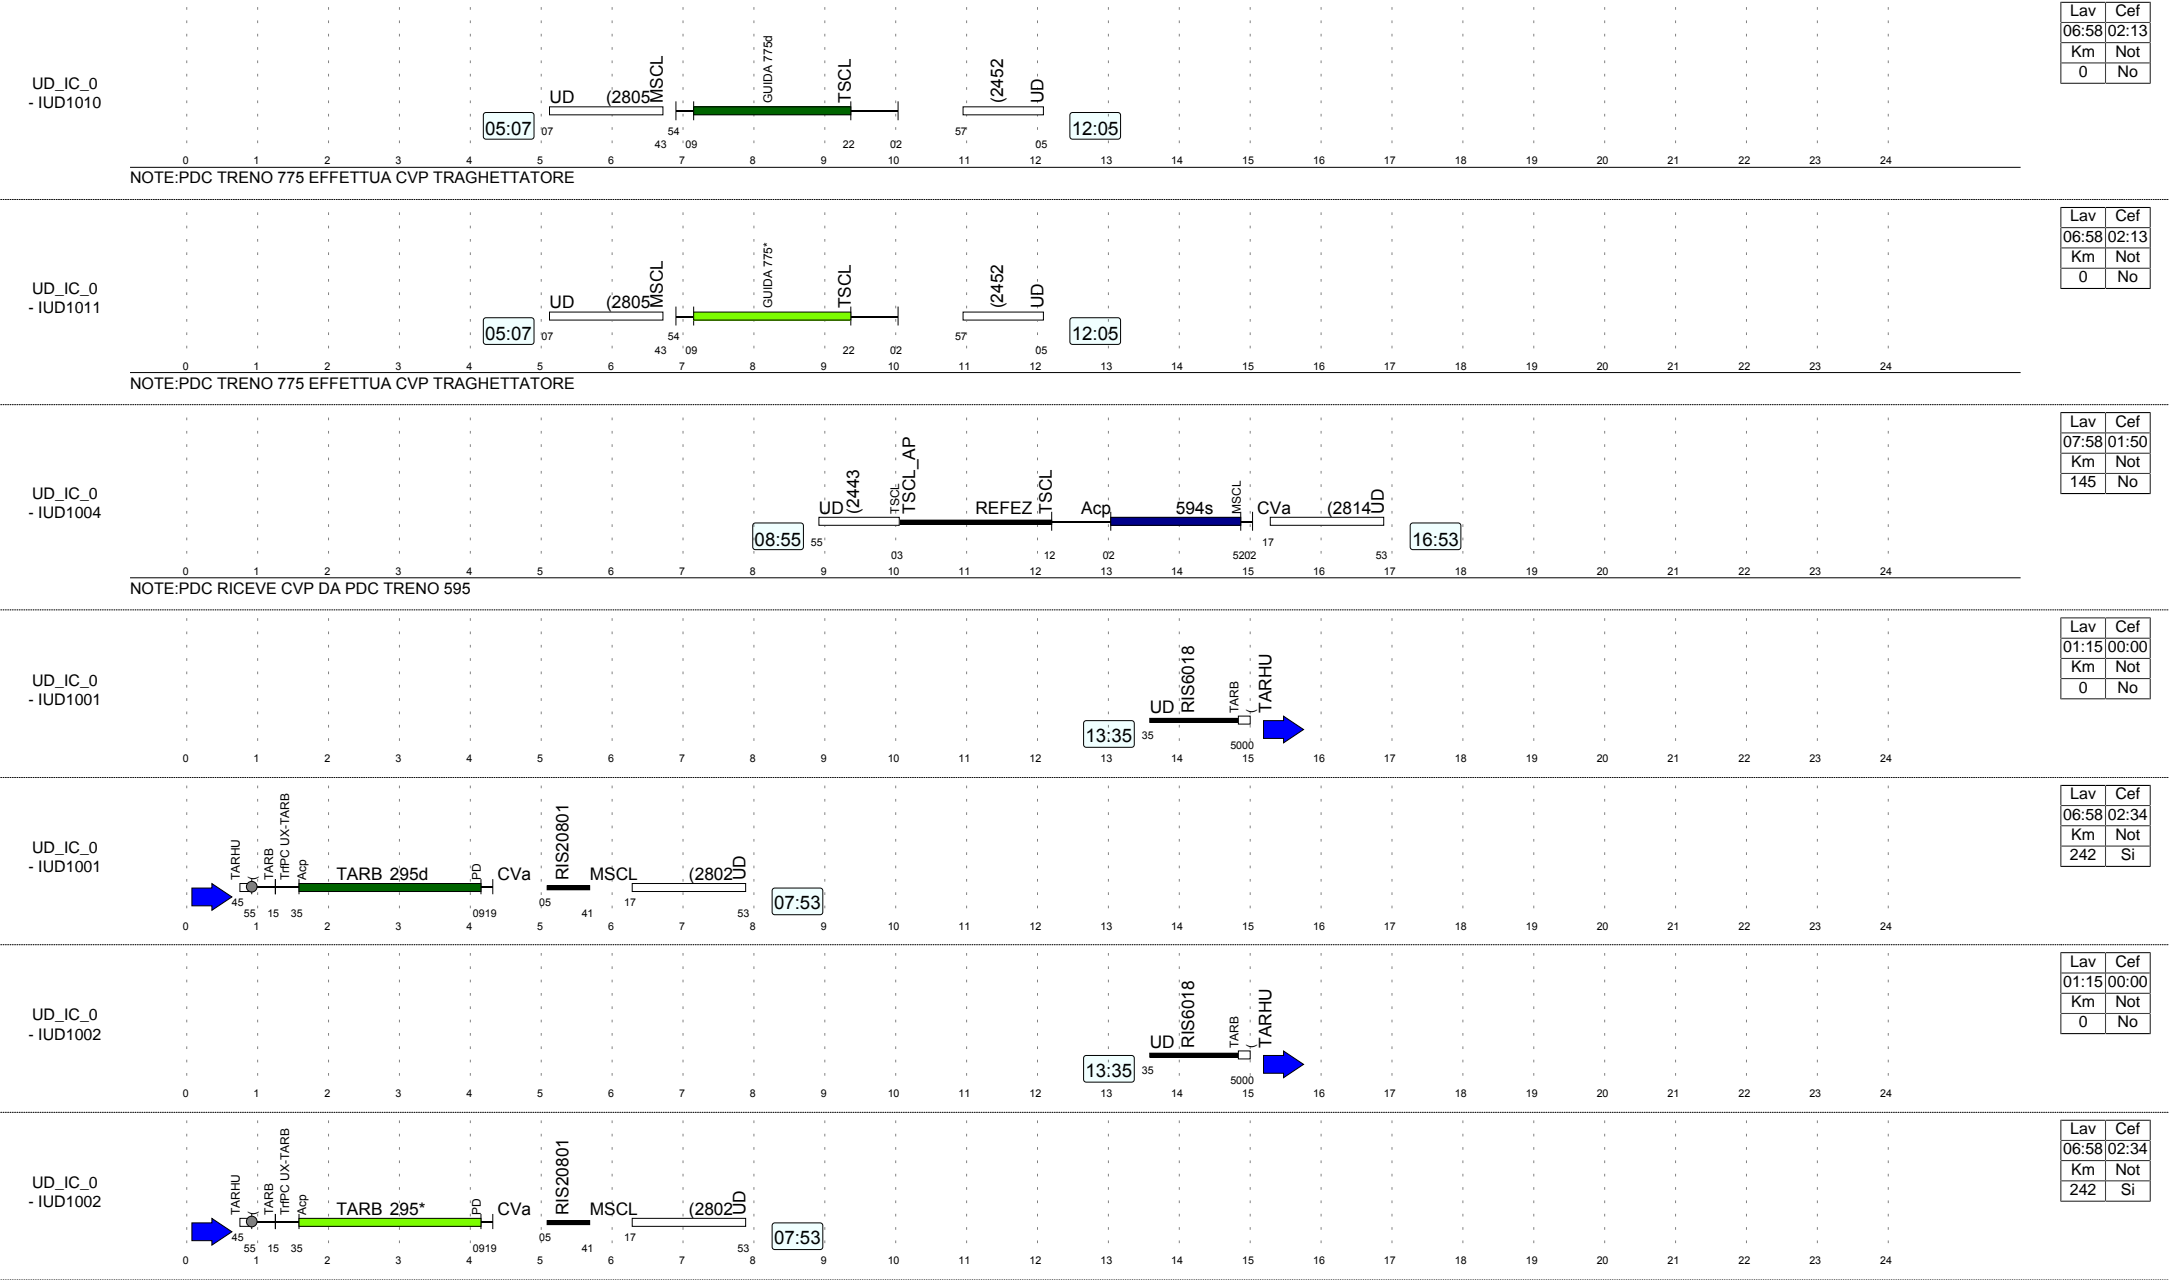 Lav Cef
06:58 02:13
Km Not
0 No
UD_IC_0
- IUD1010
05:07 UD (2805 MSCL GUIDA 775d TSCL (2452 UD 12:05
07 54 57
43 09 22 02 05
0 1 2 3 4 5 6 7 8 9 10 11 12 13 14 15 16 17 18 19 20 21 22 23 24
NOTE:PDC TRENO 775 EFFETTUA CVP TRAGHETTATORE
Lav Cef
06:58 02:13
Km Not
0 No
UD_IC_0
- IUD1011
05:07 UD (2805 MSCL GUIDA 775* TSCL (2452 UD 12:05
07 54 57
43 09 22 02 05
0 1 2 3 4 5 6 7 8 9 10 11 12 13 14 15 16 17 18 19 20 21 22 23 24
NOTE:PDC TRENO 775 EFFETTUA CVP TRAGHETTATORE
Lav Cef
07:58 01:50
Km Not
145 No
UD_IC_0
- IUD1004
08:55 UD (2443 TSCL TSCL_AP REFEZ TSCL Acp 594s MSCL CVa (2814 UD 16:53
55 17
03 12 02 5202 53
0 1 2 3 4 5 6 7 8 9 10 11 12 13 14 15 16 17 18 19 20 21 22 23 24
NOTE:PDC RICEVE CVP DA PDC TRENO 595
Lav Cef
01:15 00:00
Km Not
0 No
UD_IC_0
- IUD1001
13:35 UD RIS6018 TARB ( TARHU
35
5000
0 1 2 3 4 5 6 7 8 9 10 11 12 13 14 15 16 17 18 19 20 21 22 23 24
Lav Cef
06:58 02:34
Km Not
242 Si
UD_IC_0
- IUD1001
TARHU ( TARB TrfPC UX-TARB Acp TARB 295d PD CVa RIS20801 MSCL (2802 UD 07:53
45 05 17
55 15 35 0919 41 53
0 1 2 3 4 5 6 7 8 9 10 11 12 13 14 15 16 17 18 19 20 21 22 23 24
Lav Cef
01:15 00:00
Km Not
0 No
UD_IC_0
- IUD1002
13:35 UD RIS6018 TARB ( TARHU
35
5000
0 1 2 3 4 5 6 7 8 9 10 11 12 13 14 15 16 17 18 19 20 21 22 23 24
Lav Cef
06:58 02:34
Km Not
242 Si
UD_IC_0
- IUD1002
TARHU ( TARB TrfPC UX-TARB Acp TARB 295* PD CVa RIS20801 MSCL (2802 UD 07:53
45 05 17
55 15 35 0919 41 53
0 1 2 3 4 5 6 7 8 9 10 11 12 13 14 15 16 17 18 19 20 21 22 23 24